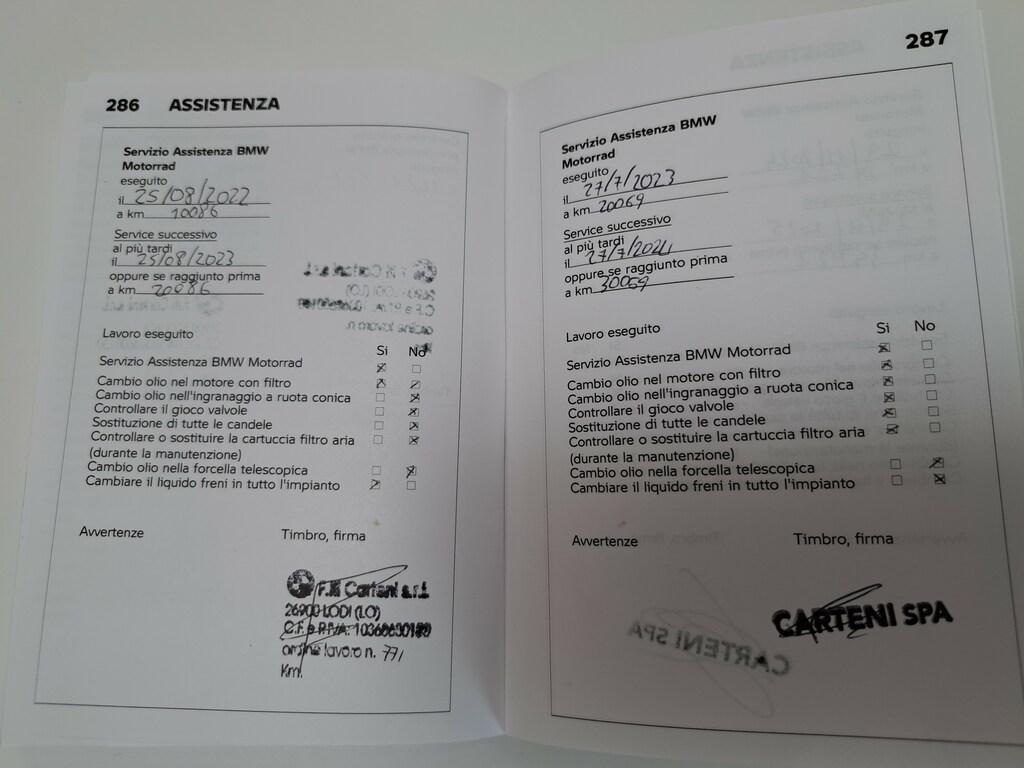 286 ASSISTENZA
Servizio Assistenza BMW
Motorrad
eseguito
il 25/08/2022
a km 10086
Service successivo
al più tardi
il 25/08/2023
oppure se raggiunto prima
a km 20086
Lavoro eseguito
Si No
Servizio Assistenza BMW Motorrad
Cambio olio nel motore con filtro
Cambio olio nell'ingranaggio a ruota conica
Controllare il gioco valvole
Sostituzione di tutte le candele
Controllare o sostituire la cartuccia filtro aria
(durante la manutenzione)
Cambio olio nella forcella telescopica
Cambiare il liquido freni in tutto l'impianto
Avvertenze
Timbro, firma
Carteni s.r.l.
26900 LODI (LO)
C.F. e P.IVA:
ordine lavoro n. 771
Km.
287
Servizio Assistenza BMW
Motorrad
eseguito
il 27/7/2023
a km 20069
Service successivo
al più tardi
il 27/7/2024
oppure se raggiunto prima
a km 30069
Lavoro eseguito
Si No
Servizio Assistenza BMW Motorrad
Cambio olio nel motore con filtro
Cambio olio nell'ingranaggio a ruota conica
Controllare il gioco valvole
Sostituzione di tutte le candele
Controllare o sostituire la cartuccia filtro aria
(durante la manutenzione)
Cambio olio nella forcella telescopica
Cambiare il liquido freni in tutto l'impianto
Avvertenze
Timbro, firma
CARTENI SPA
CARTENI SPA